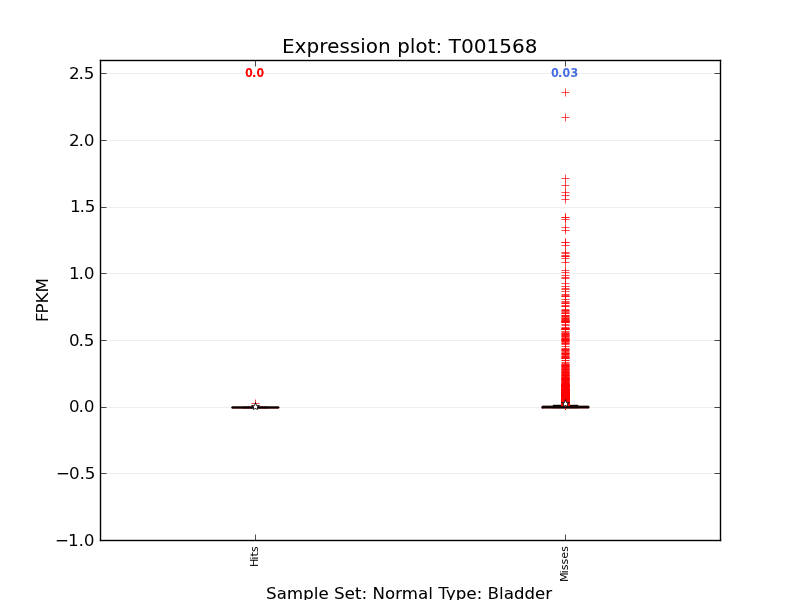 Expression plot: T001568
0.0
0.03
2.5
2.0
1.5
1.0
0.5
0.0
−0.5
−1.0
FPKM
Hits
Misses
Sample Set: Normal Type: Bladder